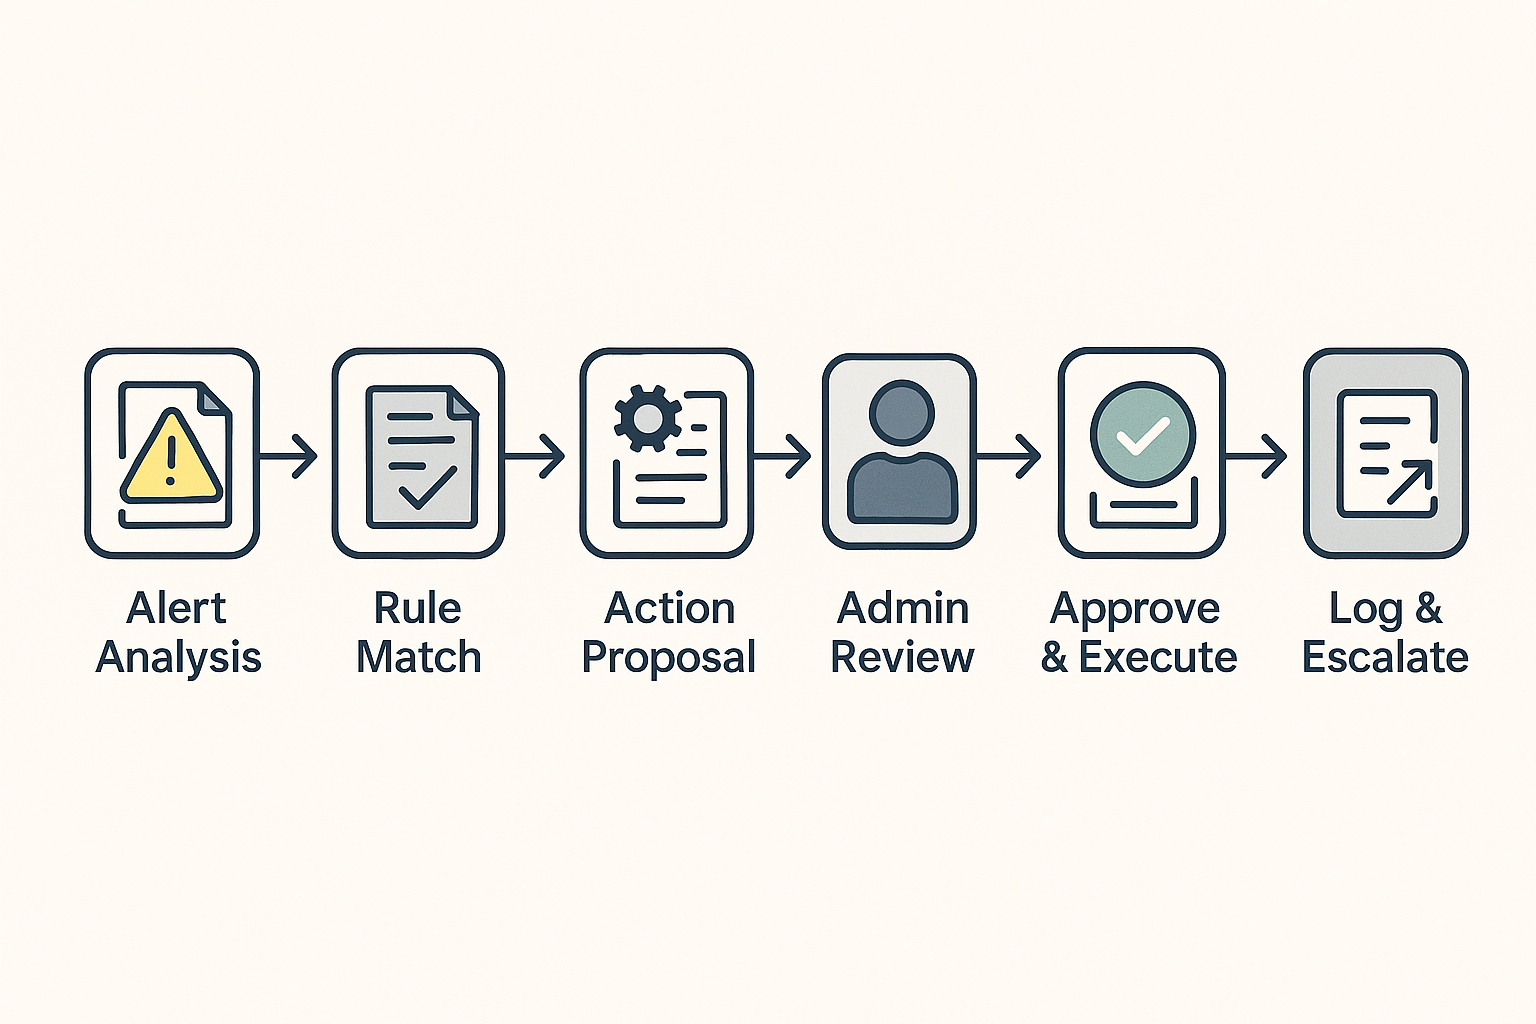 Alert
Analysis
Rule
Match
Action
Proposal
Admin
Review
Approve
& Execute
Log &
Escalate